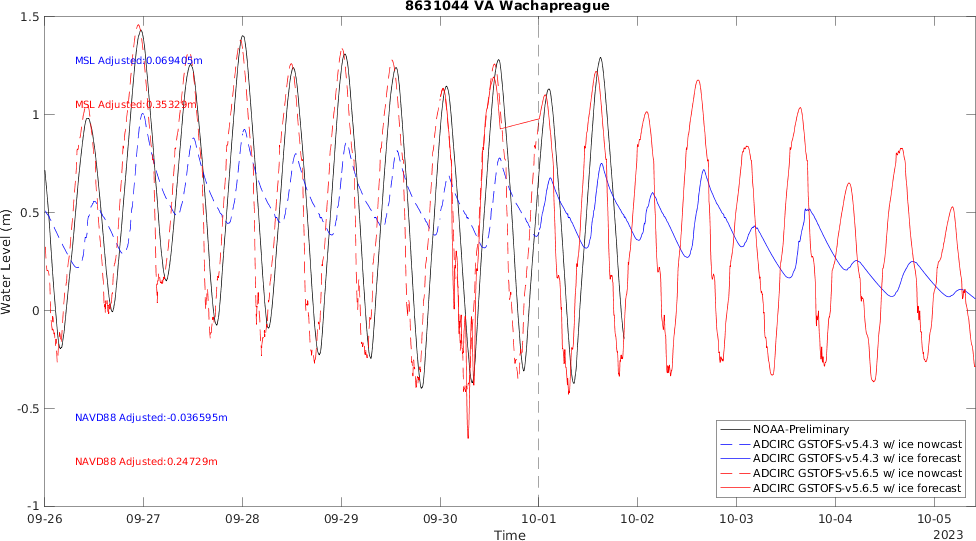 8631044 VA Wachapreague
1.5
MSL Adjusted:0.069405m
MSL Adjusted:0.35329m
1
0.5
Water Level (m)
0
-0.5
NAVD88 Adjusted:-0.036595m
NAVD88 Adjusted:0.24729m
NOAA-Preliminary
ADCIRC GSTOFS-v5.4.3 w/ ice nowcast
ADCIRC GSTOFS-v5.4.3 w/ ice forecast
ADCIRC GSTOFS-v5.6.5 w/ ice nowcast
ADCIRC GSTOFS-v5.6.5 w/ ice forecast
-1
09-26 09-27 09-28 09-29 09-30 10-01 10-02 10-03 10-04 10-05
Time
2023